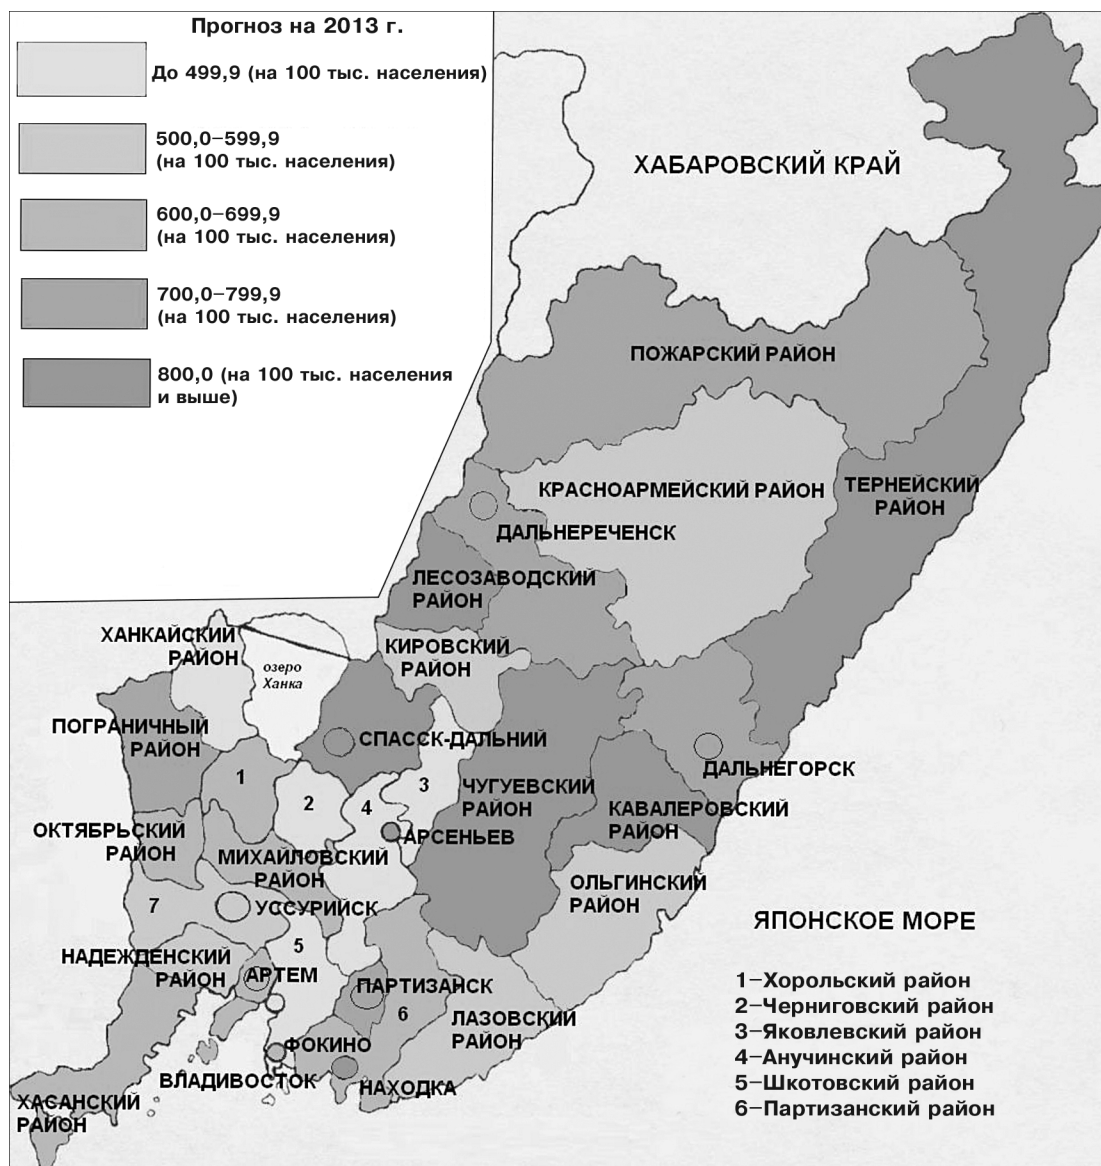 Прогноз на 2013 г.
До 499,9 (на 100 тыс. населения)
500,0–599,9
(на 100 тыс. населения)
600,0–699,9
(на 100 тыс. населения)
700,0–799,9
(на 100 тыс. населения)
800,0 (на 100 тыс. населения
и выше)
ХАБАРОВСКИЙ КРАЙ
ПОЖАРСКИЙ РАЙОН
КРАСНОАРМЕЙСКИЙ РАЙОН
ТЕРНЕЙСКИЙ
РАЙОН
ДАЛЬНЕРЕЧЕНСК
ЛЕСОЗАВОДСКИЙ
РАЙОН
ХАНКАЙСКИЙ
РАЙОН
КИРОВСКИЙ
РАЙОН
озеро
Ханка
ПОГРАНИЧНЫЙ
РАЙОН
СПАССК-ДАЛЬНИЙ
ДАЛЬНЕГОРСК
1
2
3
4
ЧУГУЕВСКИЙ
РАЙОН
КАВАЛЕРОВСКИЙ
РАЙОН
ОКТЯБРЬСКИЙ
РАЙОН
АРСЕНЬЕВ
МИХАЙЛОВСКИЙ
РАЙОН
ОЛЬГИНСКИЙ
РАЙОН
7
УССУРИЙСК
5
НАДЕЖДЕНСКИЙ
РАЙОН
АРТЕМ
ПАРТИЗАНСК
6
ЛАЗОВСКИЙ
РАЙОН
ФОКИНО
ВЛАДИВОСТОК
НАХОДКА
ХАСАНСКИЙ
РАЙОН
ЯПОНСКОЕ МОРЕ
1–Хорольский район
2–Черниговский район
3–Яковлевский район
4–Анучинский район
5–Шкотовский район
6–Партизанский район